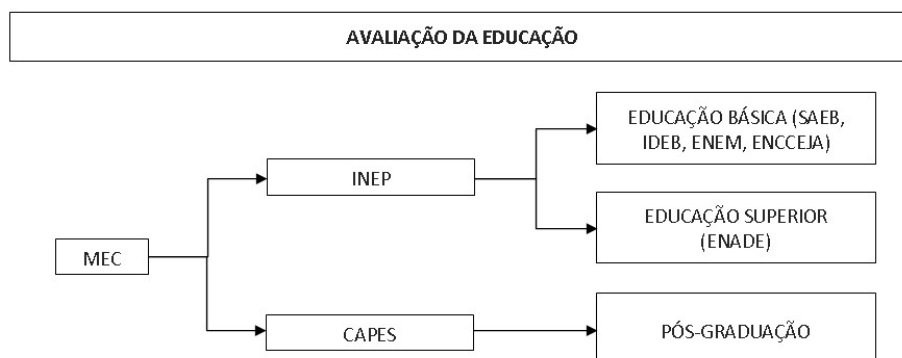 AVALIAÇÃO DA EDUCAÇÃO
EDUCAÇÃO BÁSICA (SAEB,
IDEB, ENEM, ENCCEJA)
INEP
EDUCAÇÃO SUPERIOR
(ENADE)
MEC
CAPES
PÓS-GRADUAÇÃO